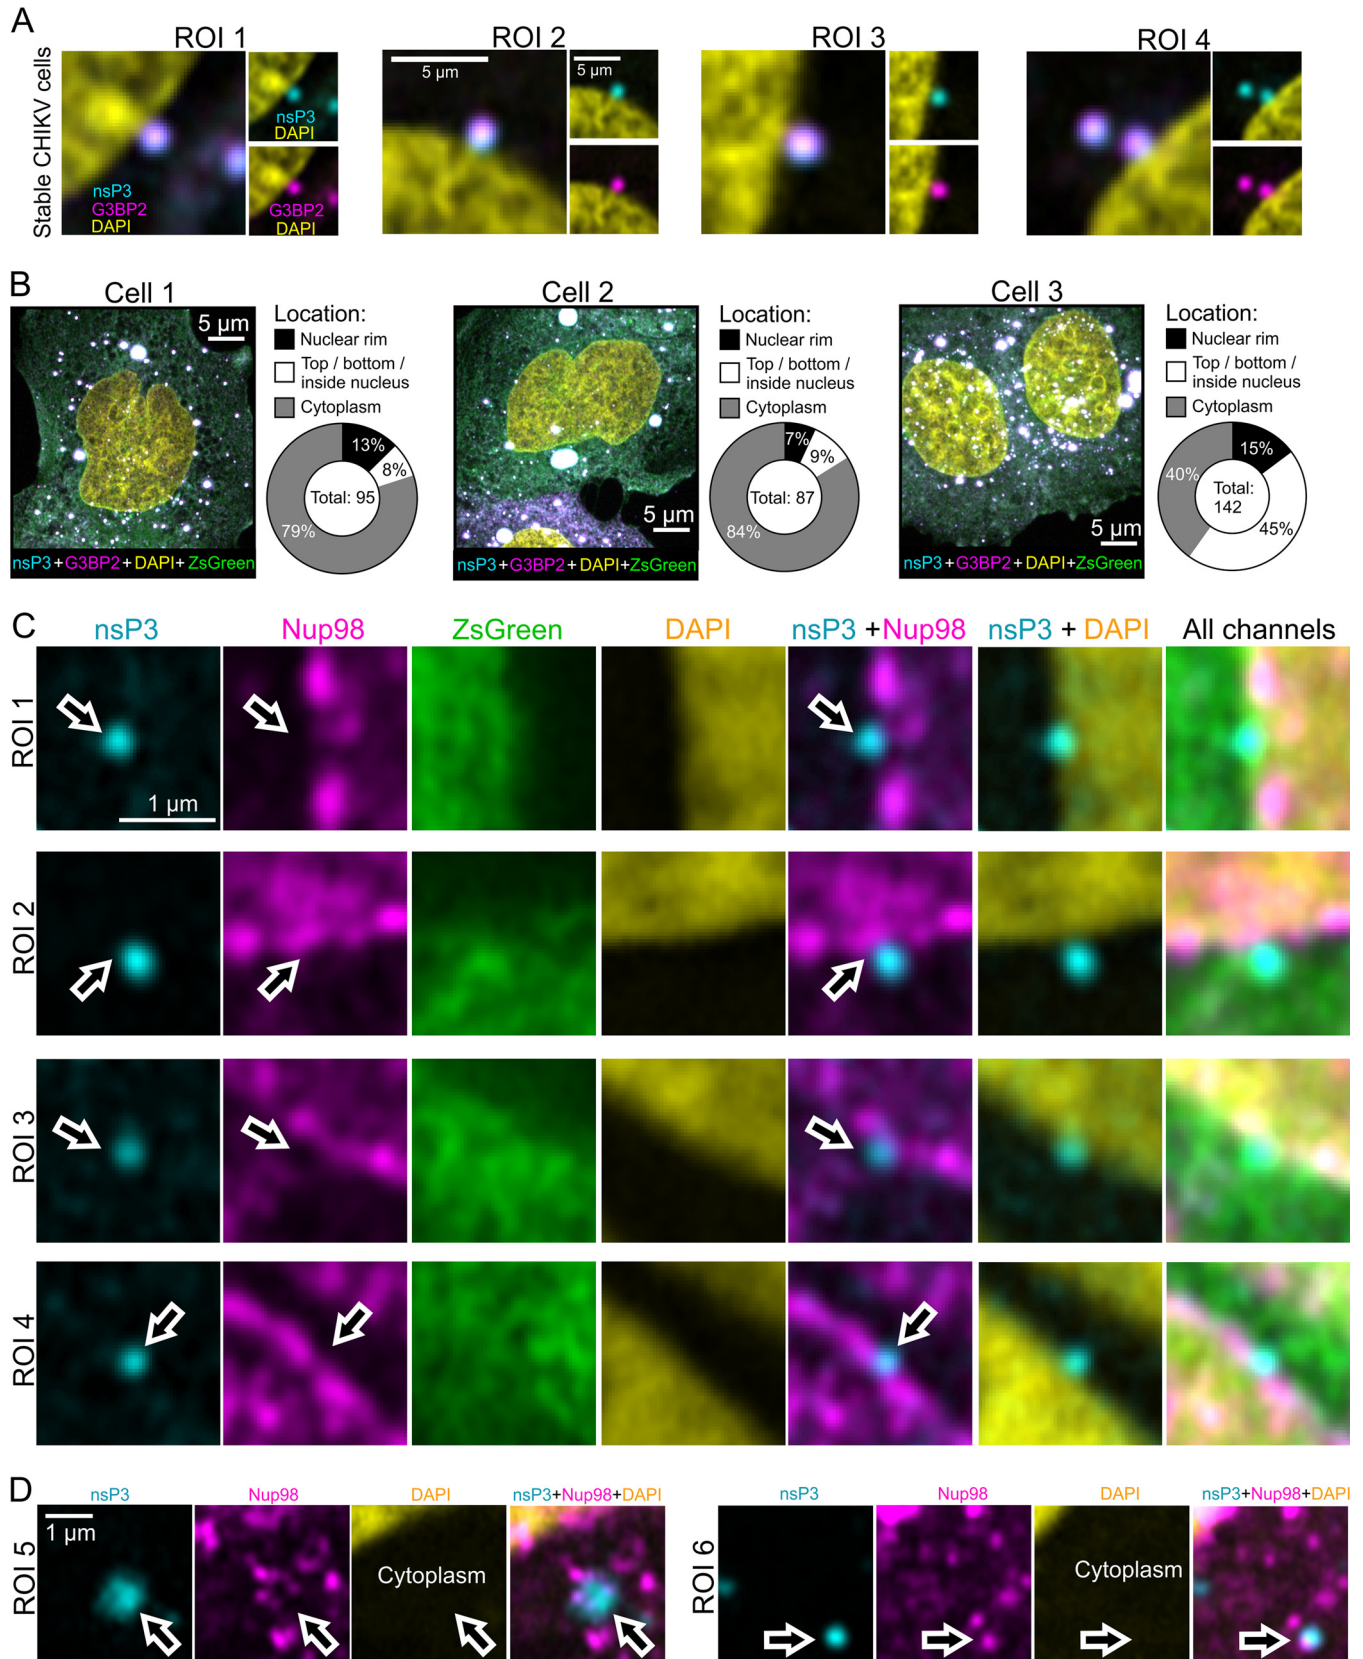 A
ROI 1
ROI 2
ROI 3
ROI 4
Stable CHIKV cells
nsP3
G3BP2
DAPI
nsP3
DAPI
G3BP2
DAPI
5 µm
5 µm
B
Cell 1
5 µm
nsP3+G3BP2+DAPI+ZsGreen
Location:
Nuclear rim
Top / bottom /
inside nucleus
Cytoplasm
13%
8%
79%
Total: 95
Cell 2
5 µm
nsP3+G3BP2+DAPI+ZsGreen
Location:
Nuclear rim
Top / bottom /
inside nucleus
Cytoplasm
7%
9%
84%
Total: 87
Cell 3
5 µm
nsP3+G3BP2+DAPI+ZsGreen
Location:
Nuclear rim
Top / bottom /
inside nucleus
Cytoplasm
15%
40%
45%
Total:
142
C
nsP3
Nup98
ZsGreen
DAPI
nsP3 +Nup98
nsP3 + DAPI
All channels
ROI 1
1 µm
ROI 2
ROI 3
ROI 4
D
nsP3
Nup98
DAPI
nsP3+Nup98+DAPI
ROI 5
1 µm
Cytoplasm
nsP3
Nup98
DAPI
nsP3+Nup98+DAPI
ROI 6
Cytoplasm